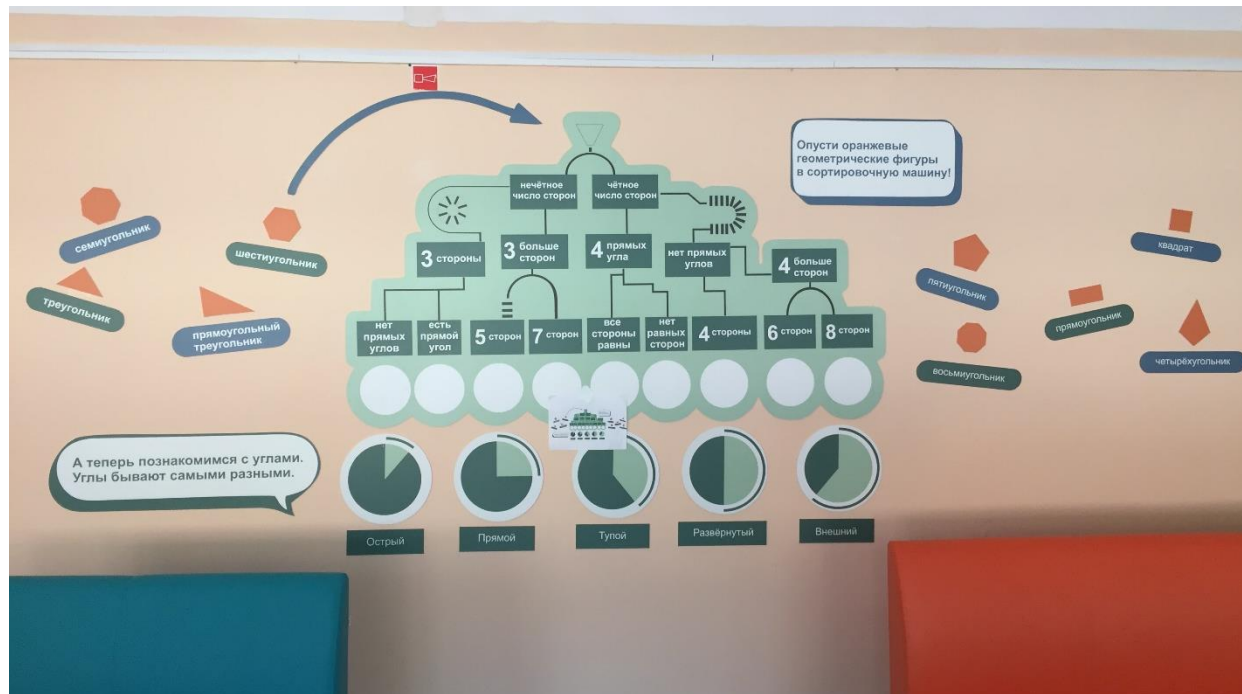 Опусти оранжевые
геометрические фигуры
в сортировочную машину!
семиугольник
шестиугольник
треугольник
прямоугольный
треугольник
нечётное
число сторон
чётное
число сторон
3 стороны
3 больше
сторон
4 прямых
угла
нет прямых
углов
4 больше
сторон
нет
прямых
углов
есть
прямой
угол
5 сторон
7 сторон
все
стороны
равны
нет
равных
сторон
4 стороны
6 сторон
8 сторон
квадрат
пятиугольник
прямоугольник
восьмиугольник
четырёхугольник
А теперь познакомимся с углами.
Углы бывают самыми разными.
Острый
Прямой
Тупой
Развёрнутый
Внешний